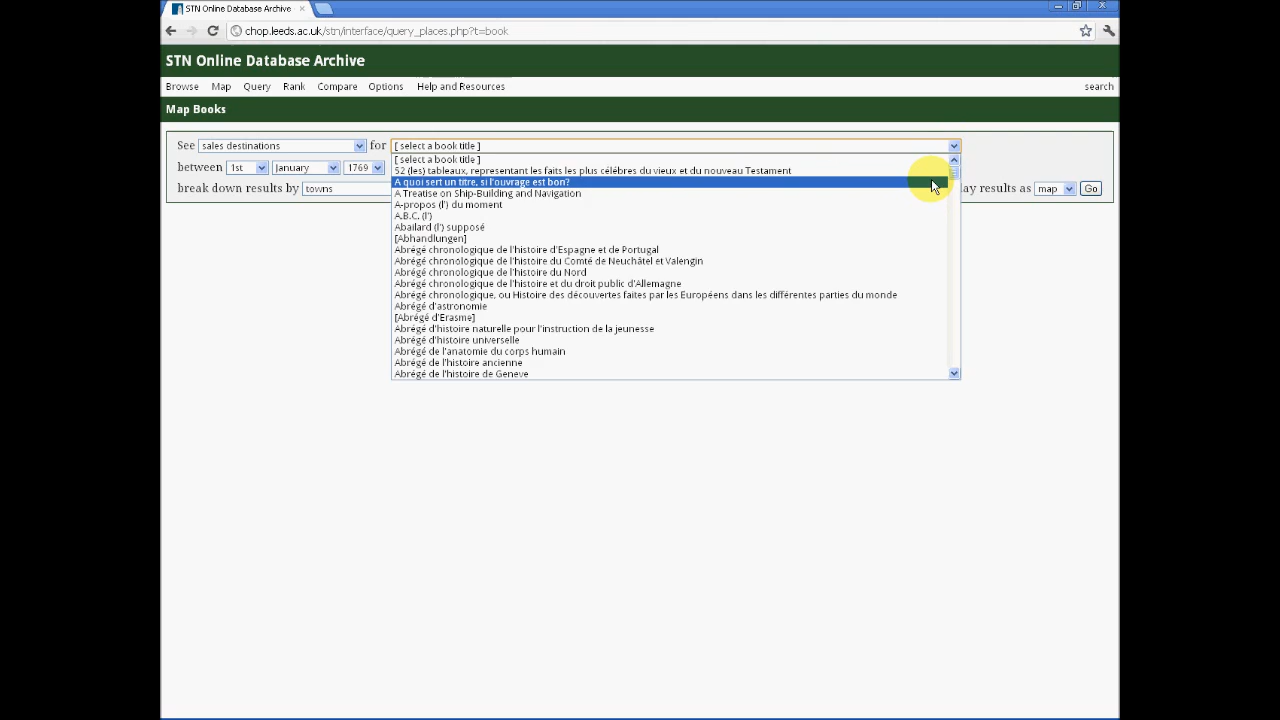 STN Online Database Archive
chop.leeds.ac.uk/stn/interface/query_places.php?t=book
STN Online Database Archive
Browse Map Query Rank Compare Options Help and Resources search
Map Books
See sales destinations for [ select a book title ]
between 1st January 1769
break down results by towns lay results as map Go
[ select a book title ]
52 (les) tableaux, representant les faits les plus célébres du vieux et du nouveau Testament
A quoi sert un titre, si l'ouvrage est bon?
A Treatise on Ship-Building and Navigation
A-propos (l') du moment
A.B.C. (l')
Abailard (l') supposé
[Abhandlungen]
Abrégé chronologique de l'histoire d'Espagne et de Portugal
Abrégé chronologique de l'histoire du Comté de Neuchâtel et Valengin
Abrégé chronologique de l'histoire du Nord
Abrégé chronologique de l'histoire et du droit public d'Allemagne
Abrégé chronologique, ou Histoire des découvertes faites par les Européens dans les différentes parties du monde
Abrégé d'astronomie
[Abrégé d'Erasme]
Abrégé d'histoire naturelle pour l'instruction de la jeunesse
Abrégé d'histoire universelle
Abrégé de l'anatomie du corps humain
Abrégé de l'histoire ancienne
Abrégé de l'histoire de Geneve